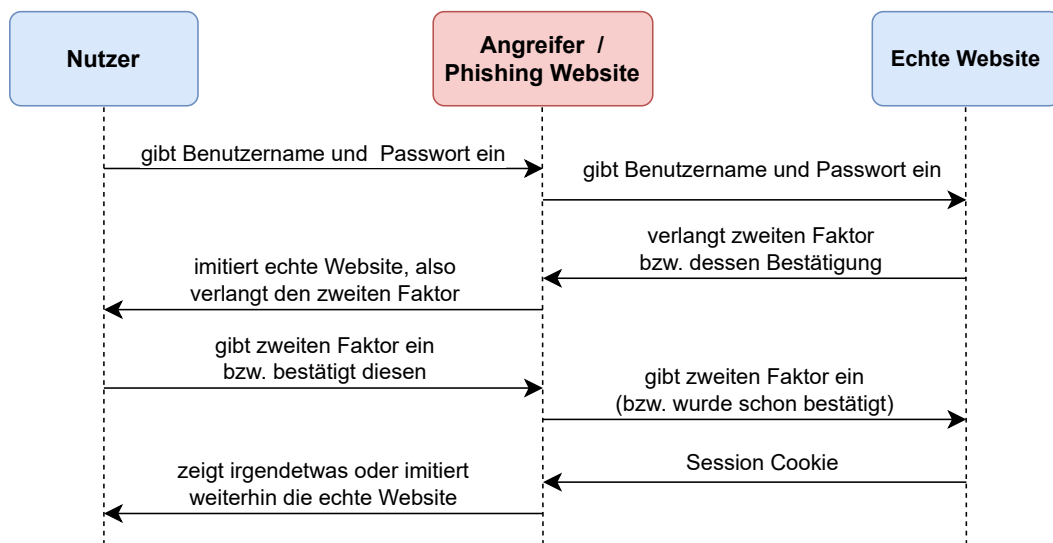 Nutzer
Angreifer /
Phishing Website
Echte Website
gibt Benutzername und Passwort ein
gibt Benutzername und Passwort ein
verlangt zweiten Faktor
bzw. dessen Bestätigung
imitiert echte Website, also
verlangt den zweiten Faktor
gibt zweiten Faktor ein
bzw. bestätigt diesen
gibt zweiten Faktor ein
(bzw. wurde schon bestätigt)
Session Cookie
zeigt irgendetwas oder imitiert
weiterhin die echte Website